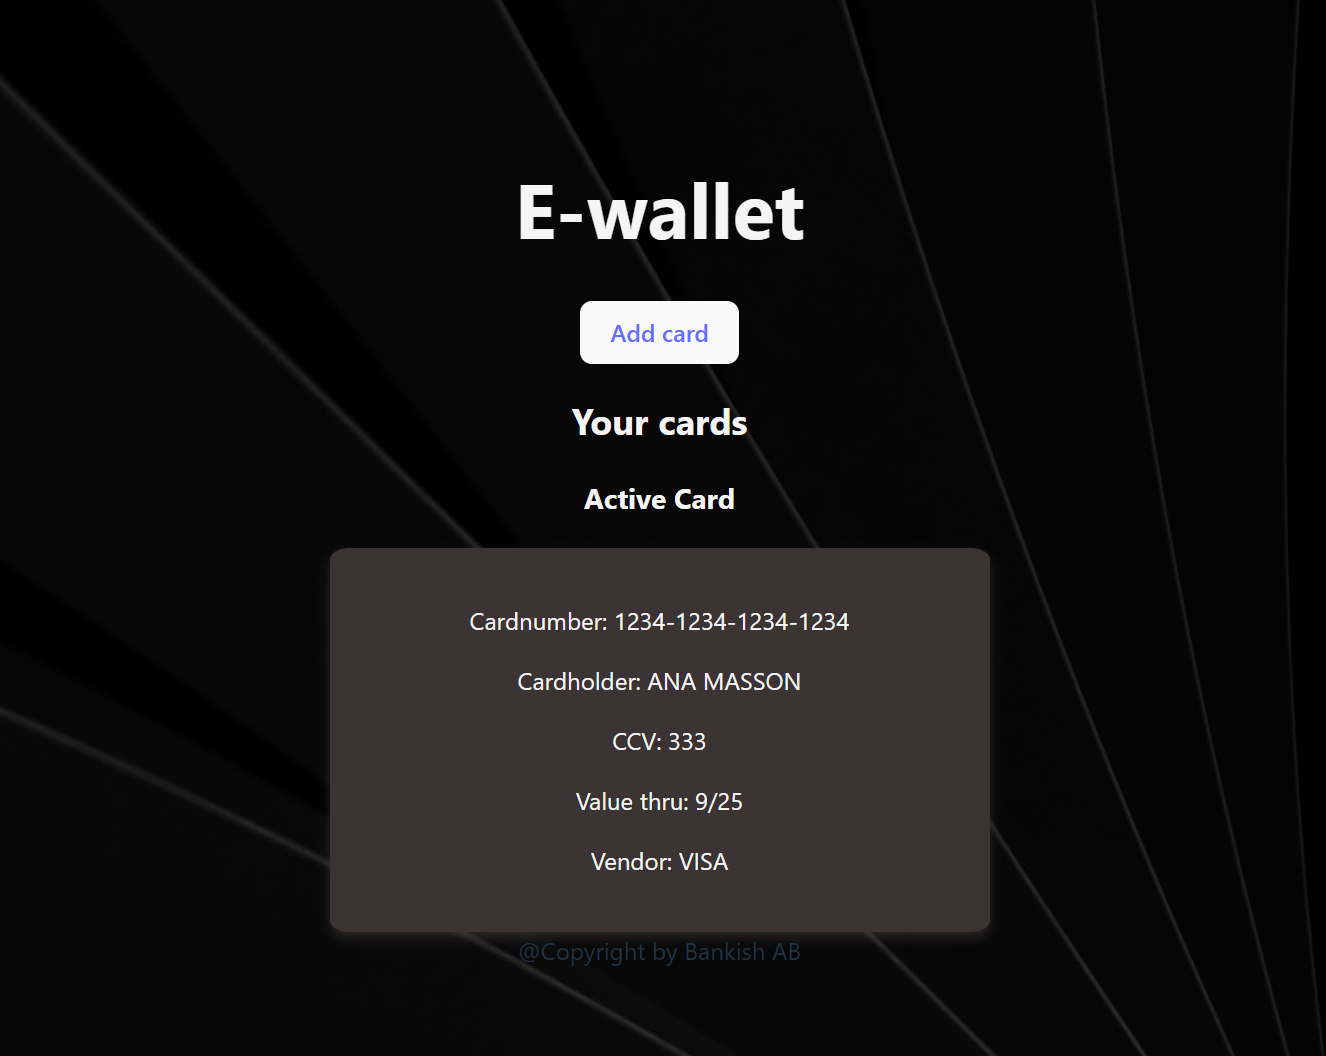 E-wallet
Add card
Your cards
Active Card
Cardnumber: 1234-1234-1234-1234
Cardholder: ANA MASSON
CCV: 333
Value thru: 9/25
Vendor: VISA
@Copyright by Bankish AB